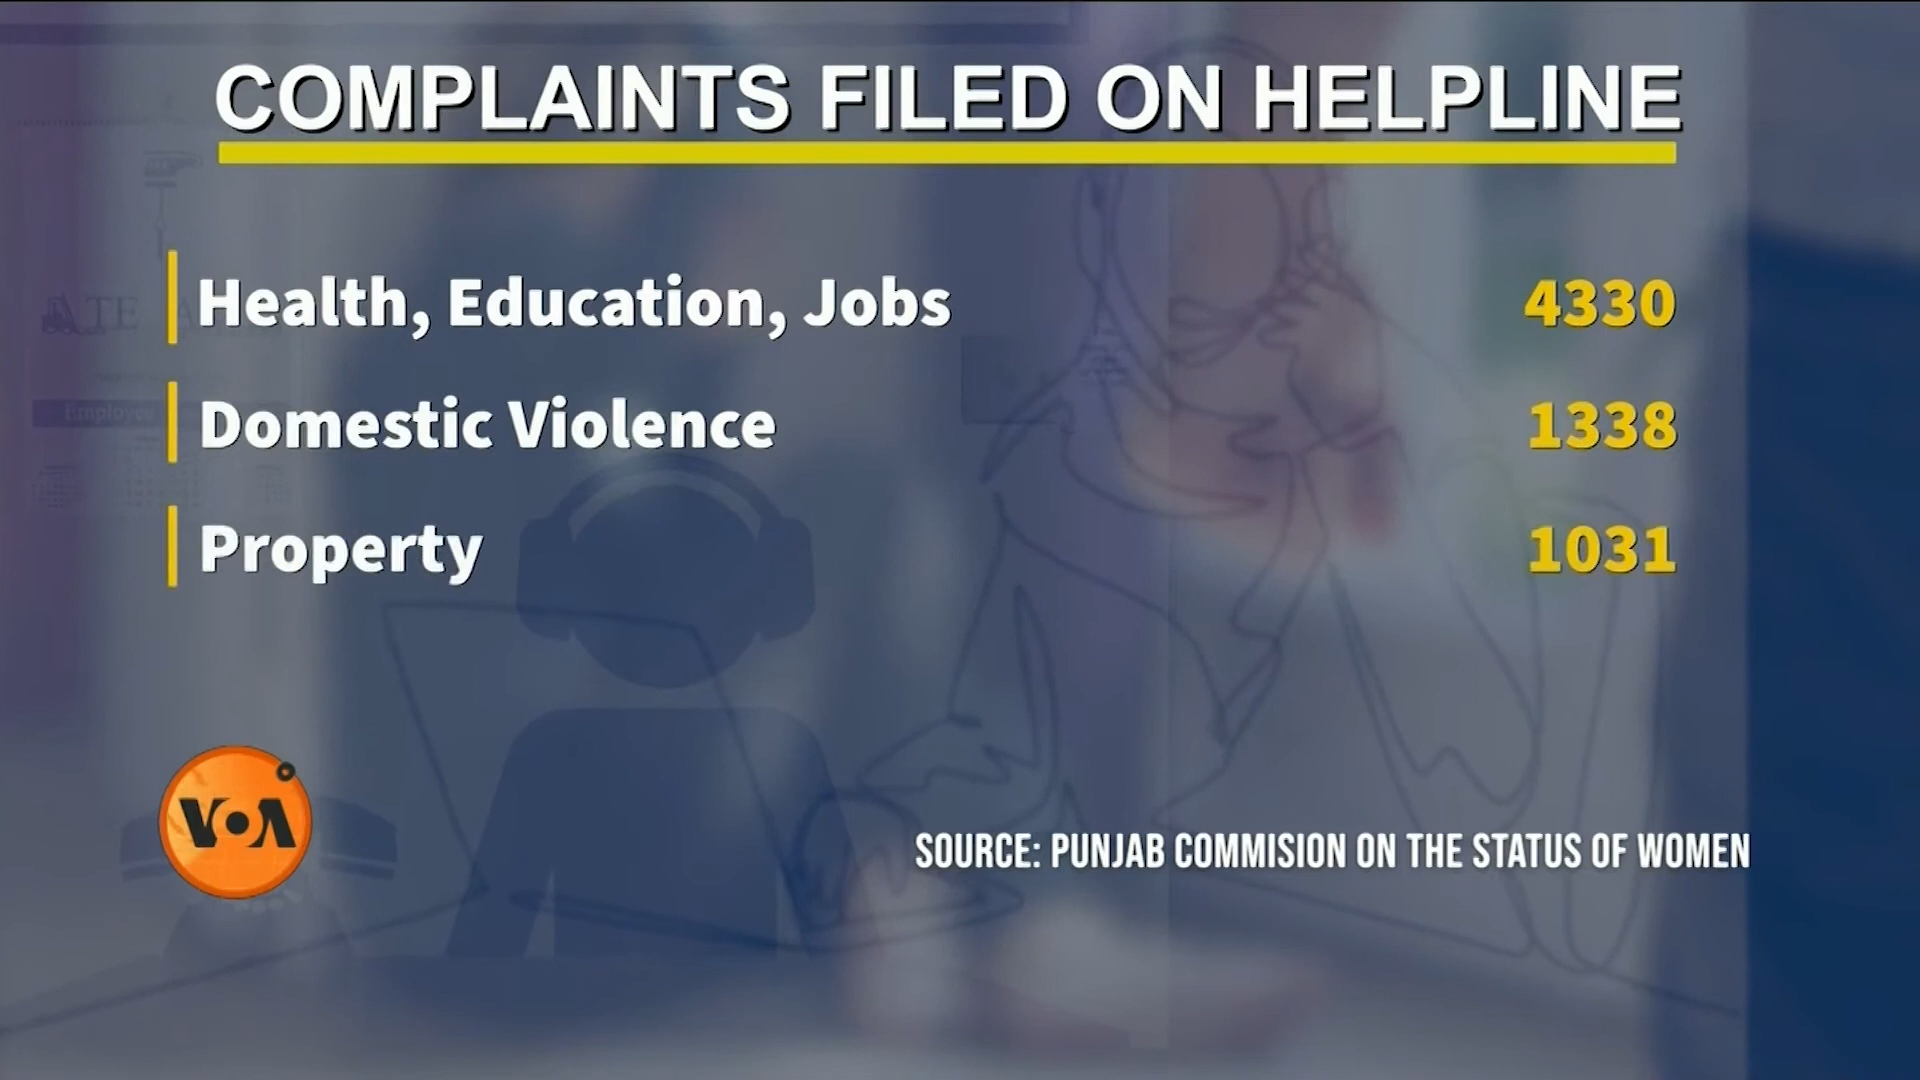 COMPLAINTS FILED ON HELPLINE
Health, Education, Jobs 4330
Domestic Violence 1338
Property 1031
Employee
VOA
SOURCE: PUNJAB COMMISION ON THE STATUS OF WOMEN